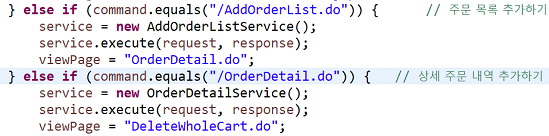 } else if (command.equals("/AddOrderList.do")) {        // 주문 목록 추가하기
    service = new AddOrderListService();
    service.execute(request, response);
    viewPage = "OrderDetail.do";
} else if (command.equals("/OrderDetail.do")) {   // 상세 주문 내역 추가하기
    service = new OrderDetailService();
    service.execute(request, response);
    viewPage = "DeleteWholeCart.do";